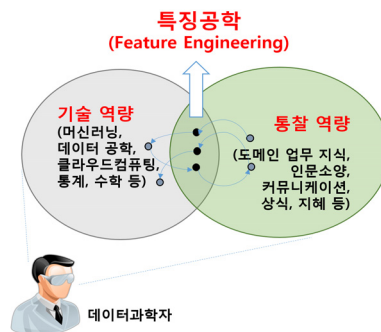 특징공학
(Feature Engineering)
기술 역량
(머신러닝,
데이터 공학,
클라우드컴퓨팅,
통계, 수학 등)
통찰 역량
(도메인 업무 지식,
인문소양,
커뮤니케이션,
상식, 지혜 등)
데이터과학자